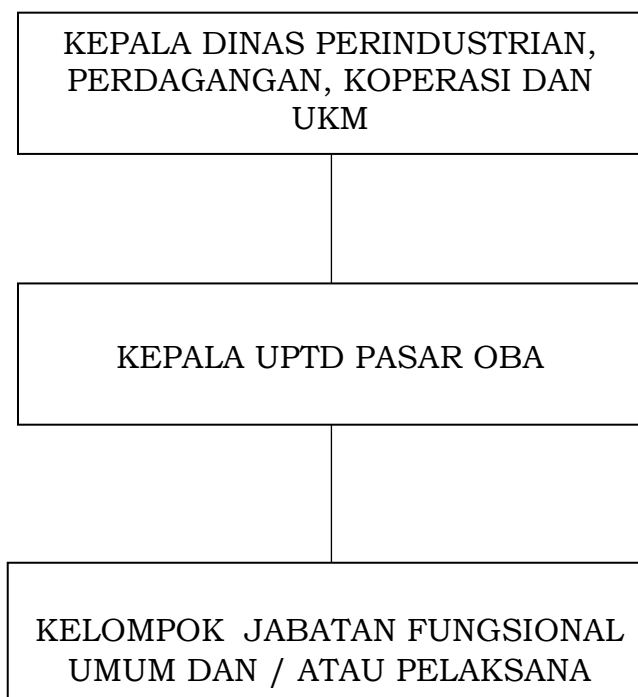 KEPALA DINAS PERINDUSTRIAN,
PERDAGANGAN, KOPERASI DAN
UKM
KEPALA UPTD PASAR OBA
KELOMPOK JABATAN FUNGSIONAL
UMUM DAN / ATAU PELAKSANA